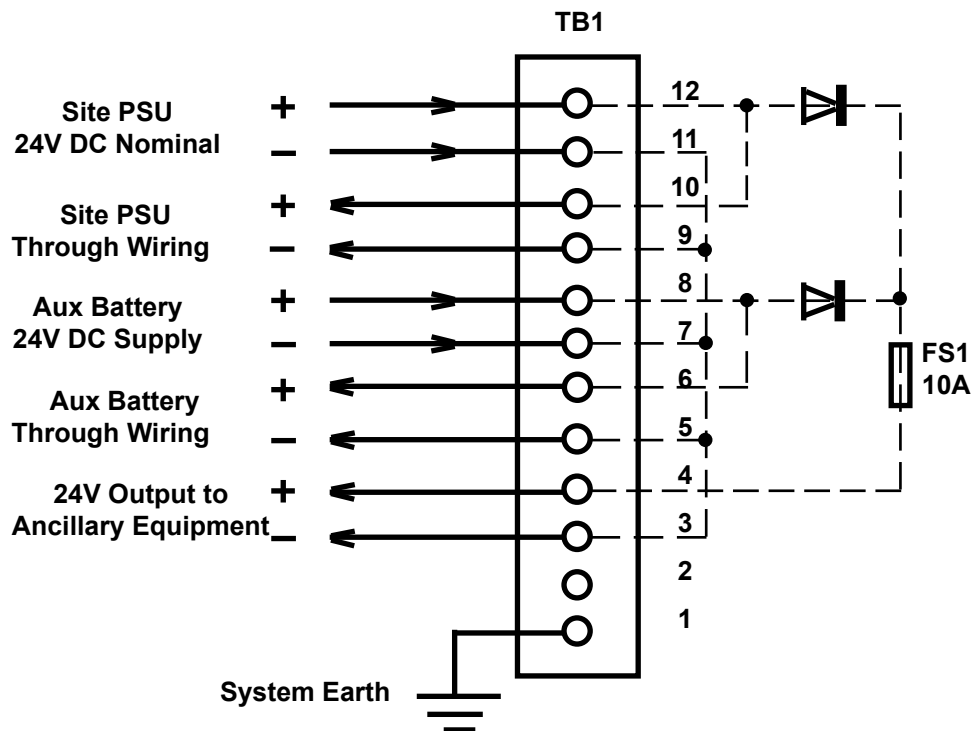 TB1
Site PSU
24V DC Nominal
+
−
Site PSU
Through Wiring
+
−
Aux Battery
24V DC Supply
+
−
Aux Battery
Through Wiring
+
−
24V Output to
Ancillary Equipment
+
−
12
11
10
9
8
7
6
5
4
3
2
1
FS1
10A
System Earth